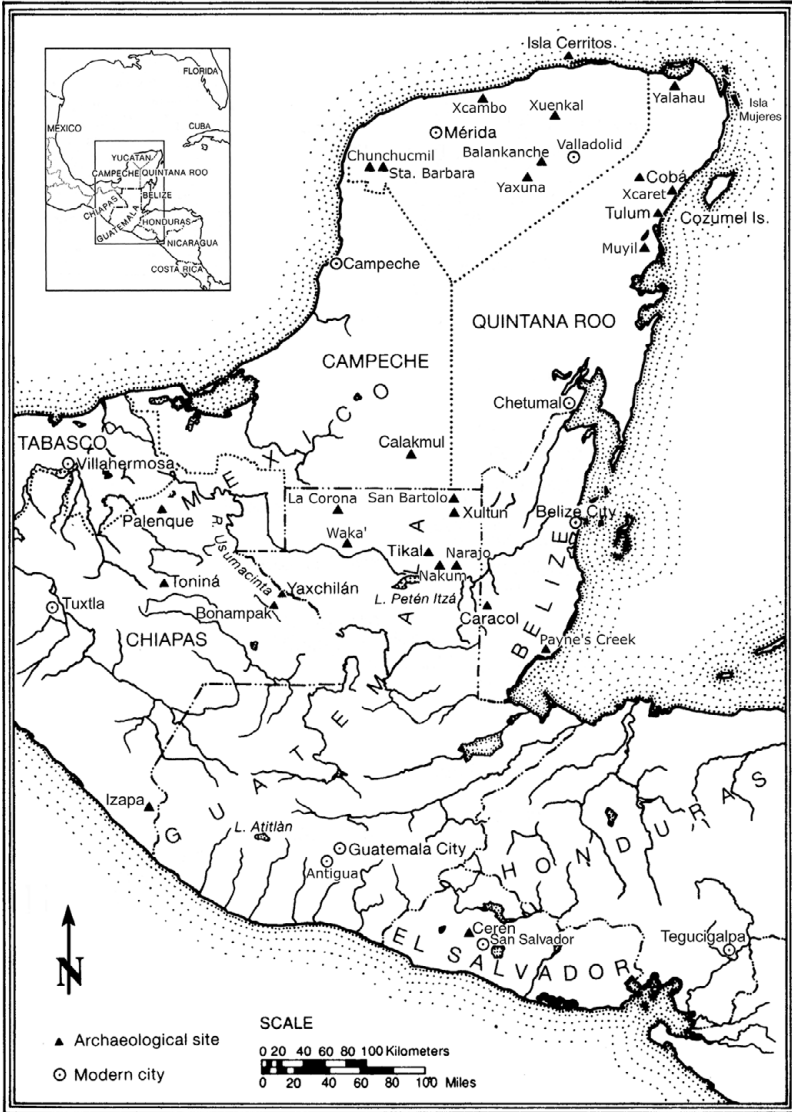 Isla Cerritos
FLORIDA
MEXICO
CUBA
YUCATAN
CAMPECHE
QUINTANA ROO
BELIZE
CHIAPAS
GUATEMALA
HONDURAS
NICARAGUA
COSTA RICA
Xcambo
Xuenkal
Yalahau
Isla
Mujeres
Mérida
Valladolid
Chunchucmil
Sta. Barbara
Balankanche
Yaxuna
Cobá
Xcaret
Tulum
Cozumel Is.
Muyil
Campeche
QUINTANA ROO
CAMPECHE
MEXICO
Chetumal
Calakmul
TABASCO
Villahermosa
La Corona
San Bartolo
Xultun
Palenque
Belize City
Waka'
Tikal
Narajo
Nakum
R. Usumacinta
Toniná
Yaxchilán
L. Petén Itzá
Tuxtla
Bonampak
Caracol
BELIZE
CHIAPAS
Payne's Creek
GUATEMALA
Izapa
L. Atitlàn
Guatemala City
Antigua
HONDURAS
Cerén
San Salvador
EL SALVADOR
Tegucigalpa
N
SCALE
Archaeological site
0 20 40 60 80 100 Kilometers
Modern city
0 20 40 60 80 100 Miles